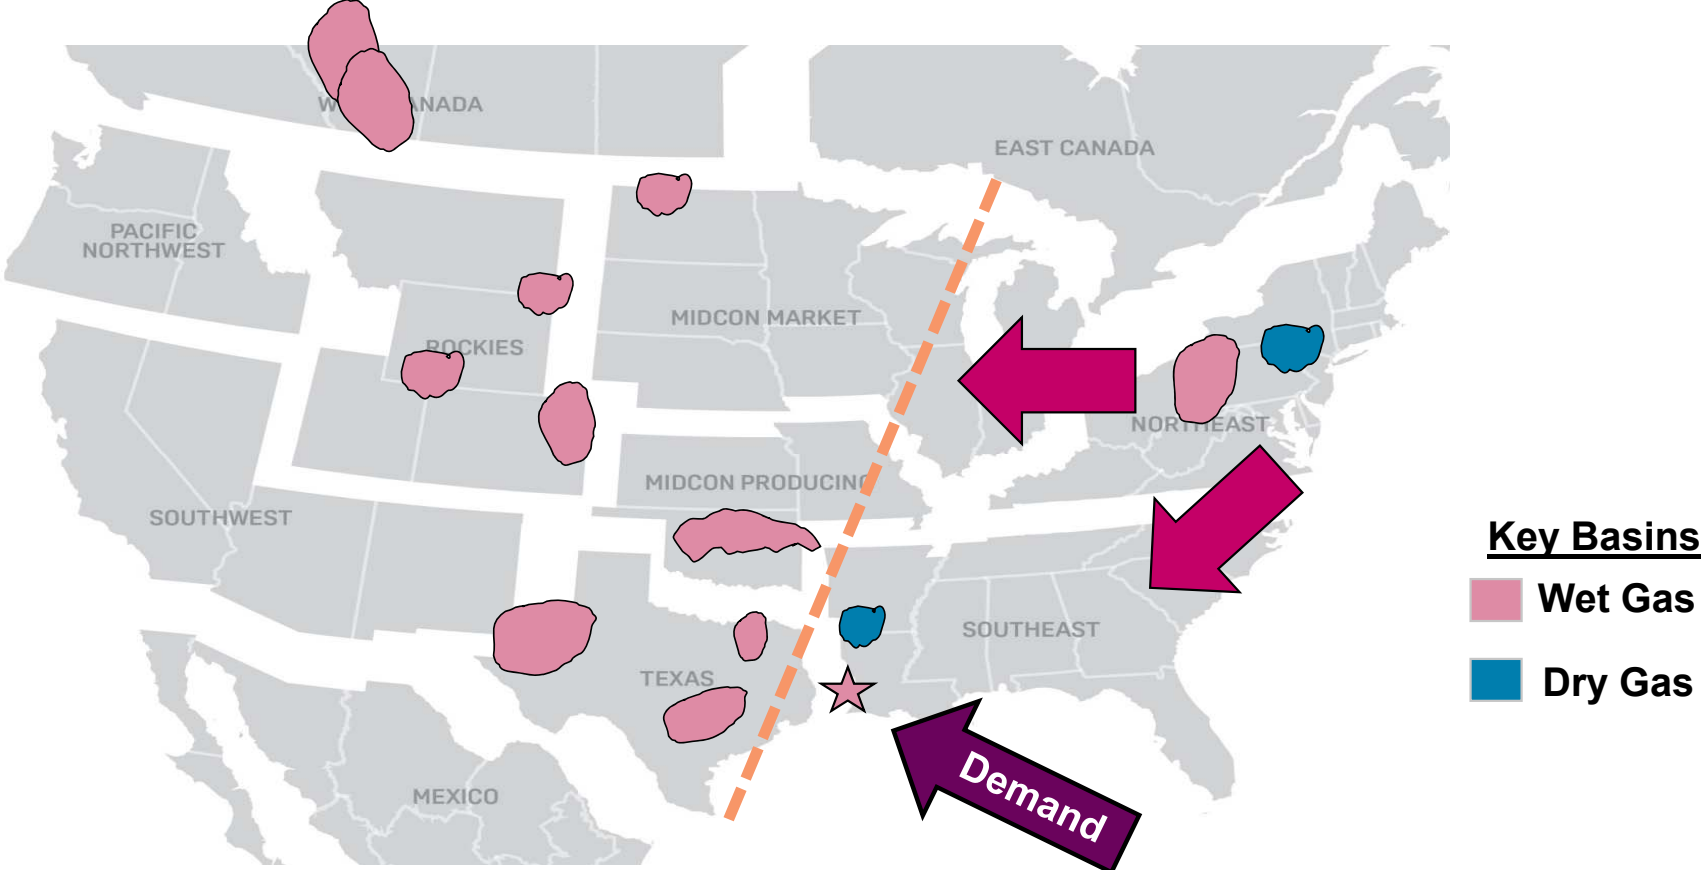 W CANADA
EAST CANADA
PACIFIC
NORTHWEST
MIDCON MARKET
ROCKIES
NORTHEAST
MIDCON PRODUCING
SOUTHWEST
SOUTHEAST
TEXAS
MEXICO
Demand
Key Basins
Wet Gas
Dry Gas